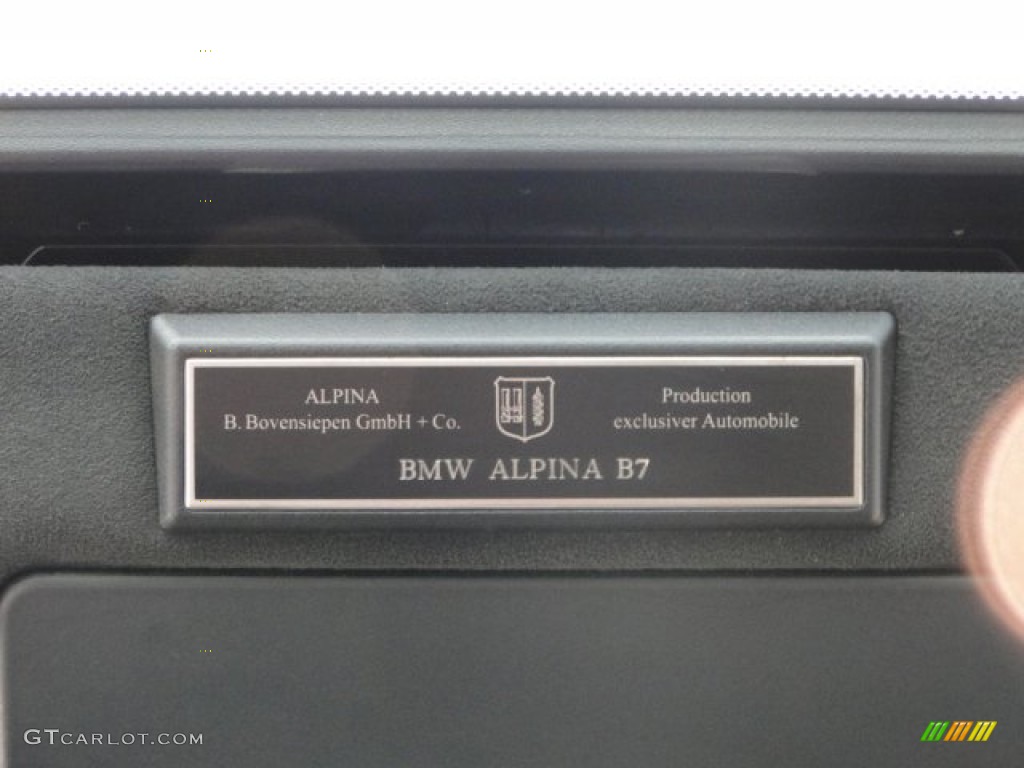 ALPINA
B. Bovensiepen GmbH + Co.
Production
exclusiver Automobile
BMW ALPINA B7
GTCARLOT.COM